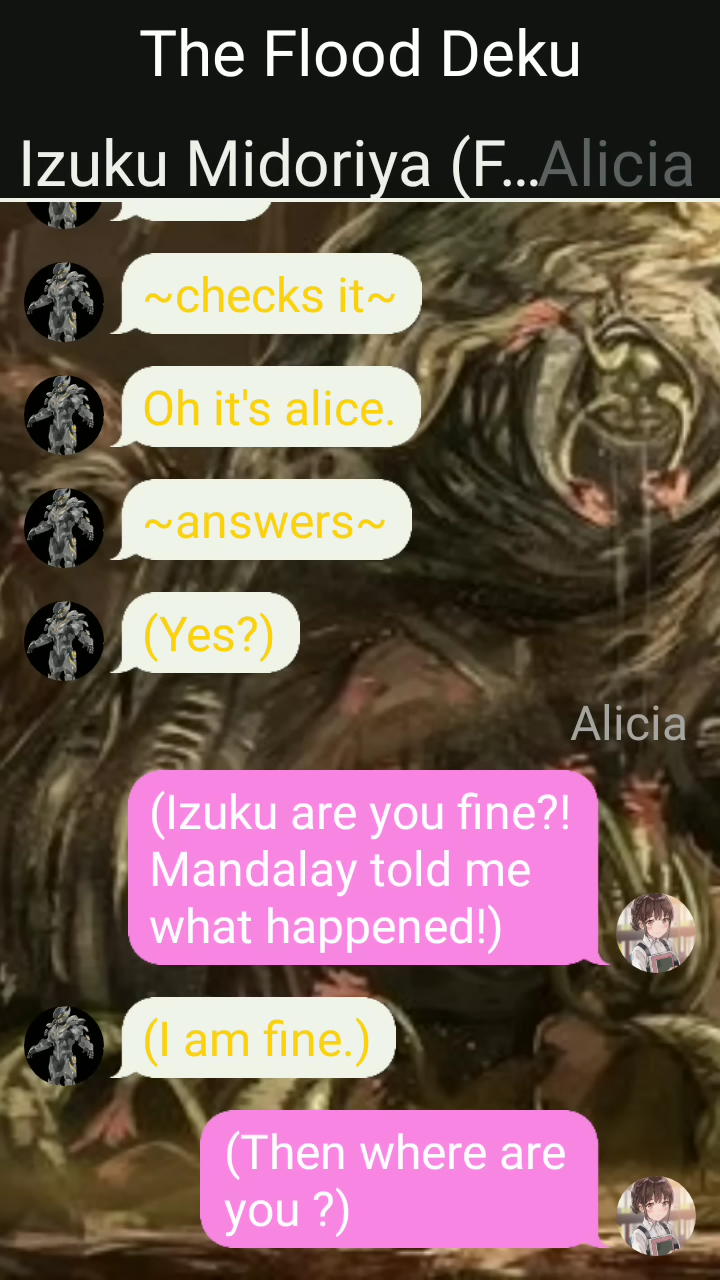 The Flood Deku
Izuku Midoriya (F...Alicia
~checks it~
Oh it's alice.
~answers~
(Yes?)
Alicia
(Izuku are you fine?!
Mandalay told me
what happened!)
(I am fine.)
(Then where are
you ?)